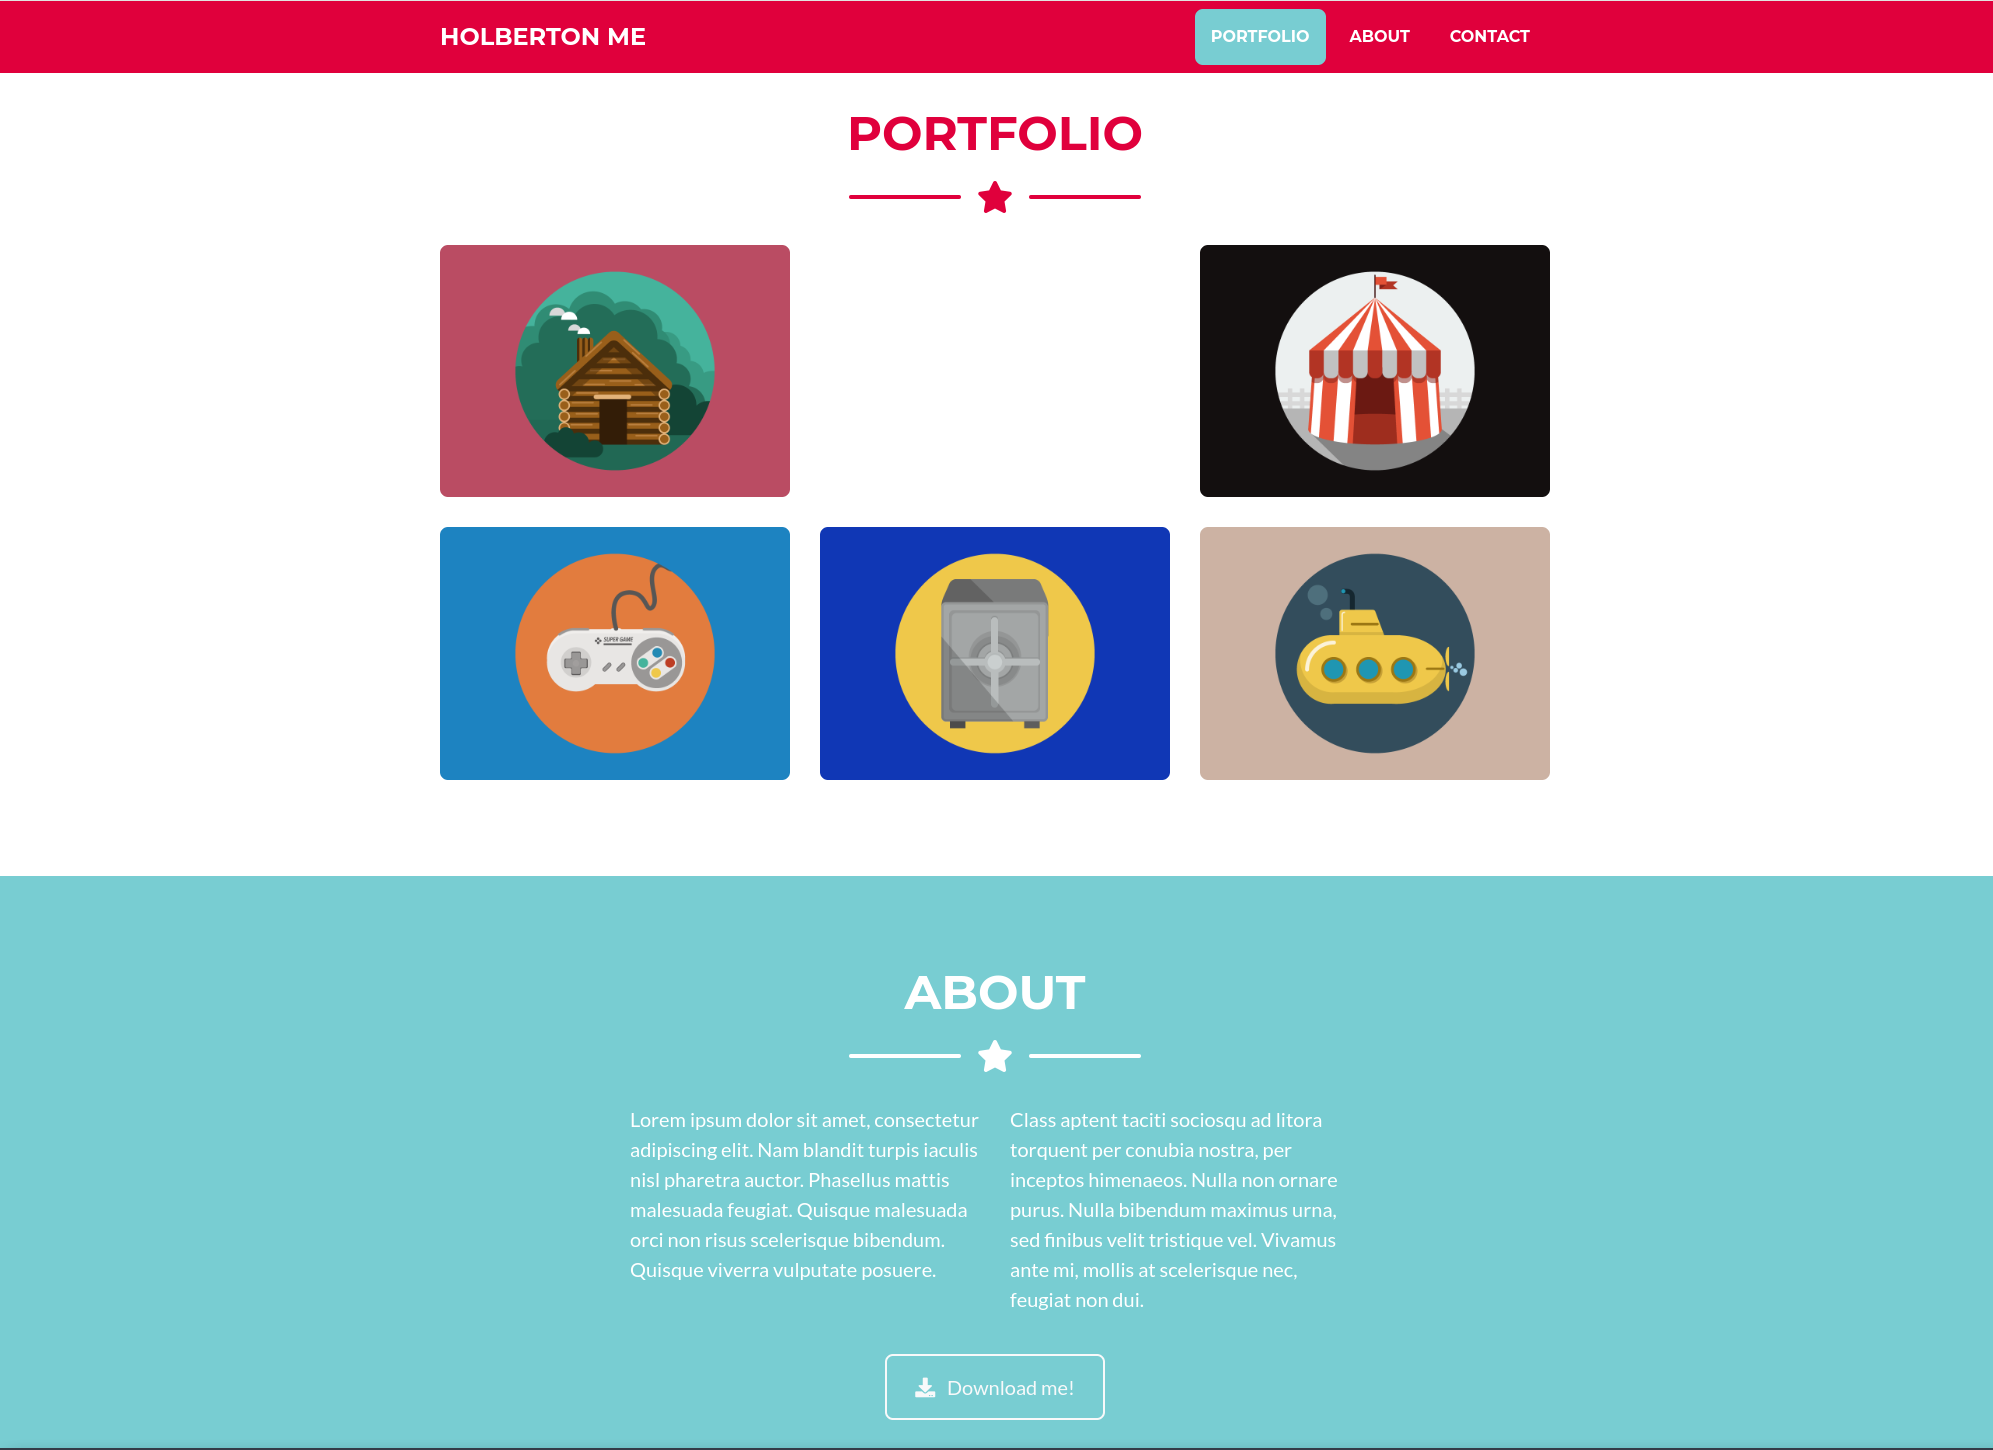 HOLBERTON ME
PORTFOLIO
ABOUT
CONTACT
PORTFOLIO
SUPER GAME
ABOUT
Lorem ipsum dolor sit amet, consectetur
adipiscing elit. Nam blandit turpis iaculis
nisl pharetra auctor. Phasellus mattis
malesuada feugiat. Quisque malesuada
orci non risus scelerisque bibendum.
Quisque viverra vulputate posuere.
Class aptent taciti sociosqu ad litora
torquent per conubia nostra, per
inceptos himenaeos. Nulla non ornare
purus. Nulla bibendum maximus urna,
sed finibus velit tristique vel. Vivamus
ante mi, mollis at scelerisque nec,
feugiat non dui.
Download me!